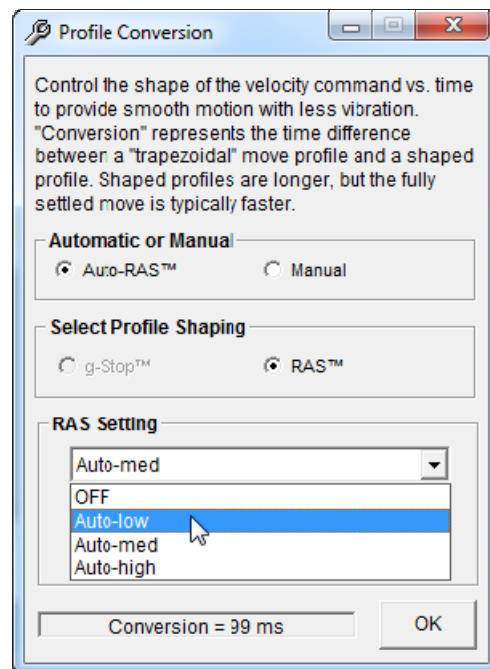 Profile Conversion
Control the shape of the velocity command vs. time
to provide smooth motion with less vibration.
"Conversion" represents the time difference
between a "trapezoidal" move profile and a shaped
profile. Shaped profiles are longer, but the fully
settled move is typically faster.
Automatic or Manual
Auto-RAS™ Manual
Select Profile Shaping
g-Stop™ RAS™
RAS Setting
Auto-med
OFF
Auto-low
Auto-med
Auto-high
Conversion = 99 ms OK